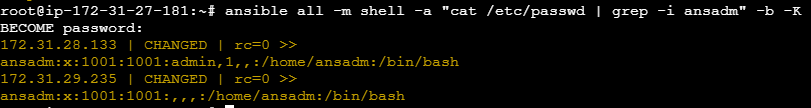 root@ip-172-31-27-181:~# ansible all -m shell -a "cat /etc/passwd | grep -i ansadm" -b -K
BECOME password:
172.31.28.133 | CHANGED | rc=0 >>
ansadm:x:1001:1001:admin,1,,:/home/ansadm:/bin/bash
172.31.29.235 | CHANGED | rc=0 >>
ansadm:x:1001:1001:,,,:/home/ansadm:/bin/bash